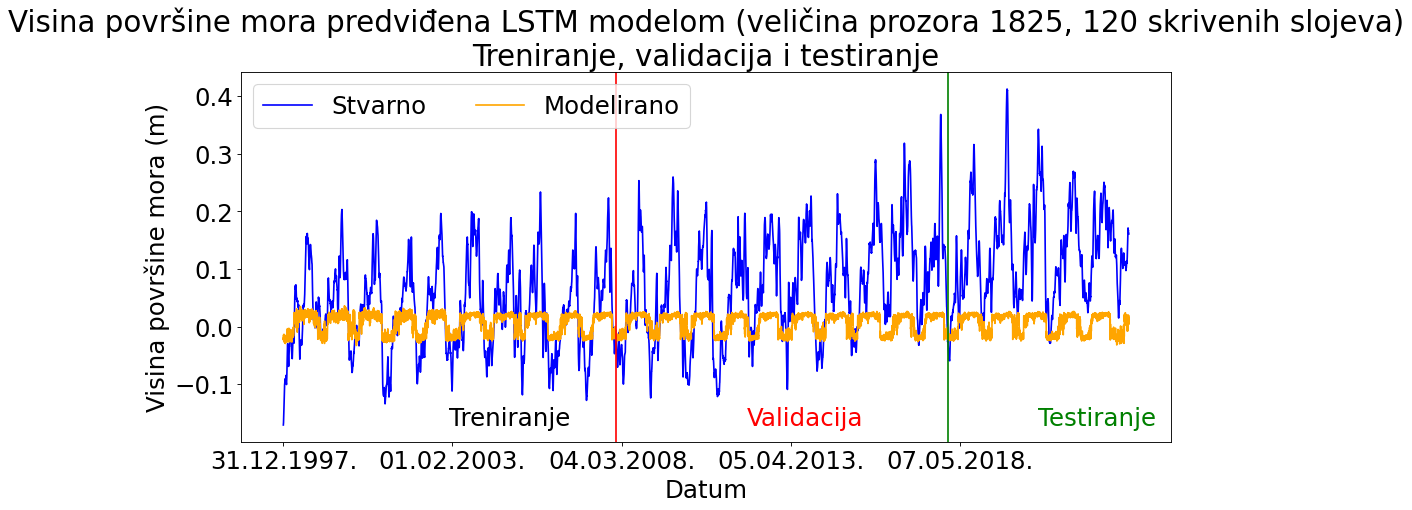 Visina površine mora predviđena LSTM modelom (veličina prozora 1825, 120 skrivenih slojeva)
Treniranje, validacija i testiranje
Stvarno
Modelirano
Visina površine mora (m)
0.4
0.3
0.2
0.1
0.0
−0.1
Treniranje
Validacija
Testiranje
31.12.1997.
01.02.2003.
04.03.2008.
05.04.2013.
07.05.2018.
Datum